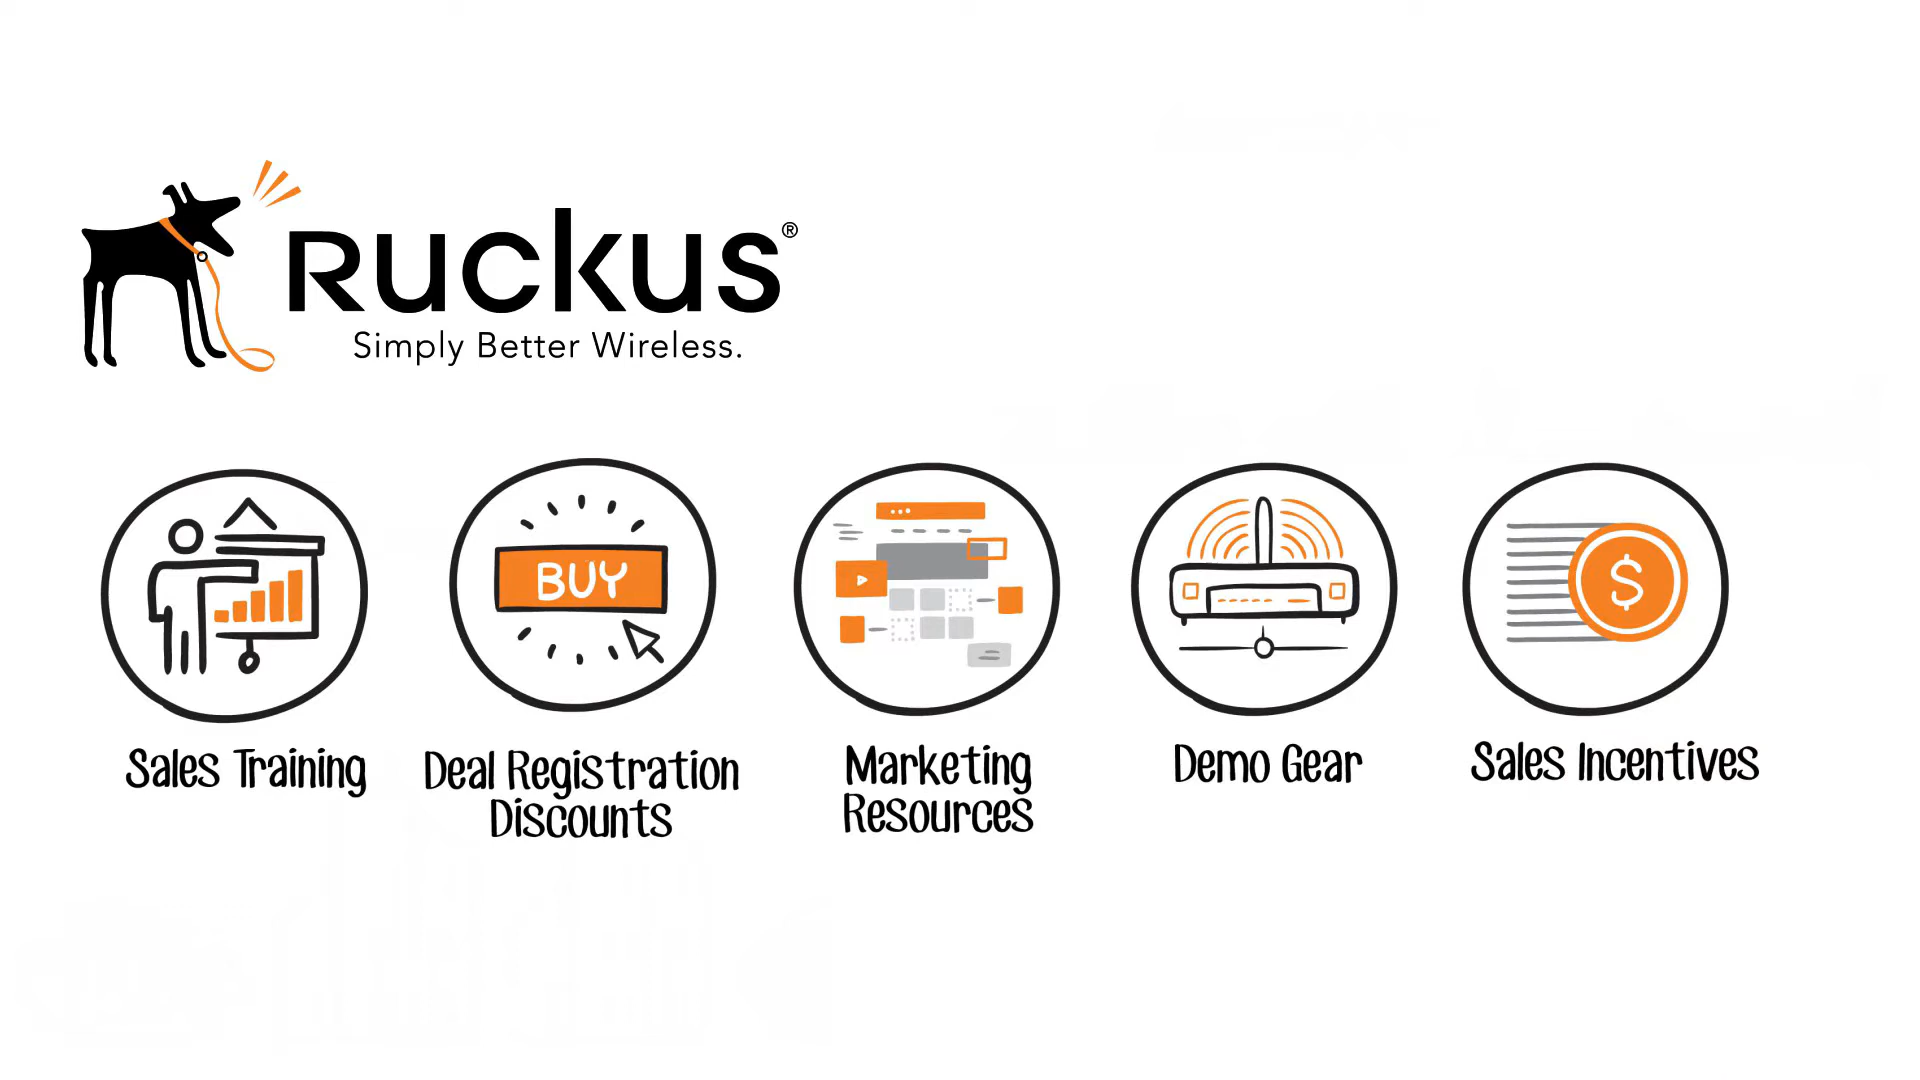 Ruckus®
Simply Better Wireless.
BUY
$
Sales Training
Deal Registration
Discounts
Marketing
Resources
Demo Gear
Sales Incentives